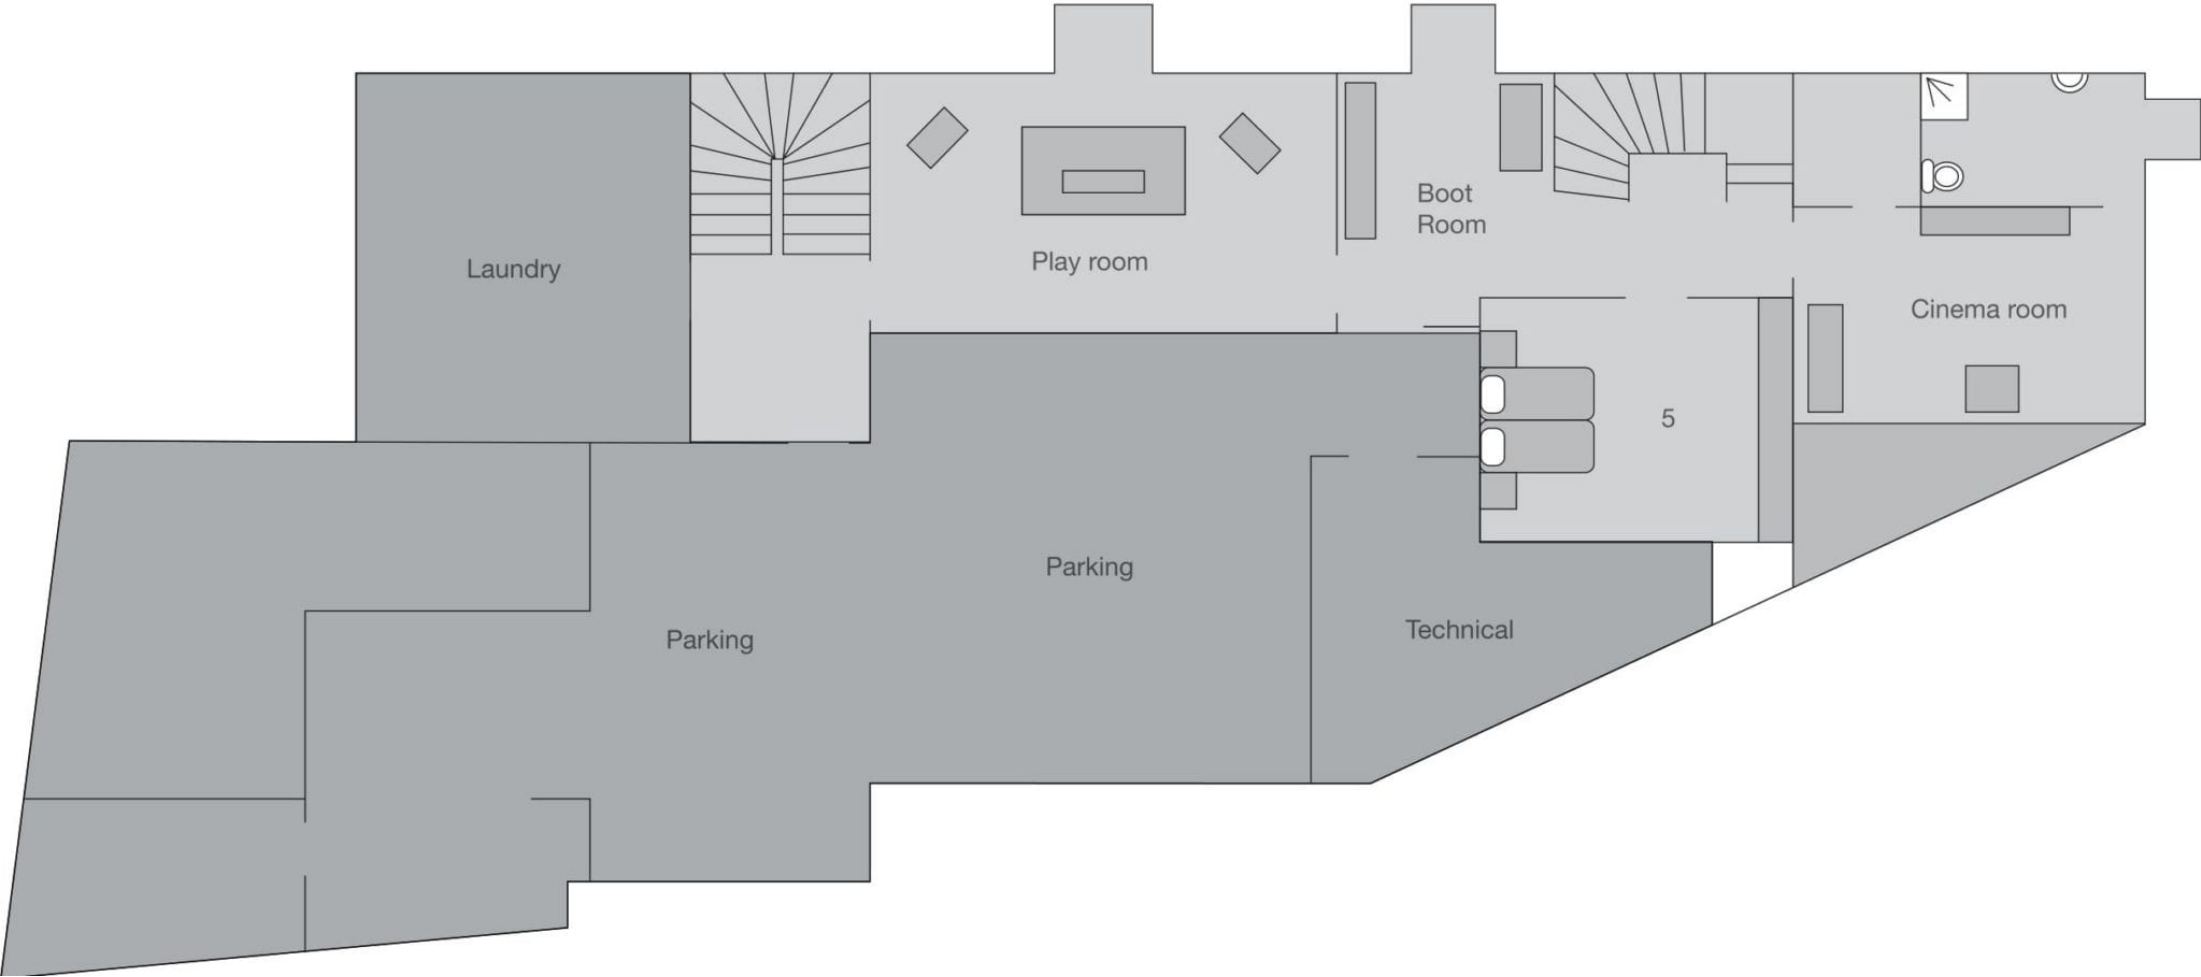 Laundry
Play room
Boot
Room
Cinema room
5
Parking
Parking
Technical